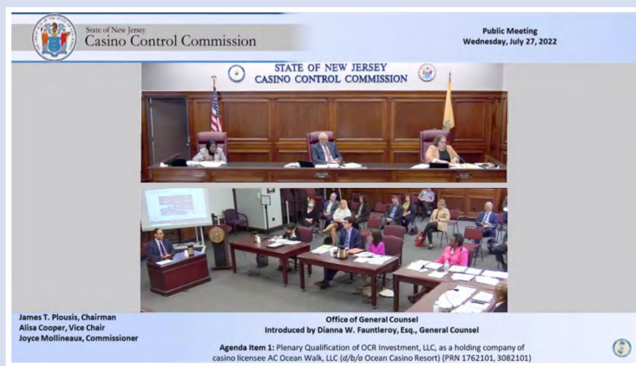 State of New Jersey
Casino Control Commission
Public Meeting
Wednesday, July 27, 2022
STATE OF NEW JERSEY
CASINO CONTROL COMMISSION
James T. Plousis, Chairman
Alisa Cooper, Vice Chair
Joyce Mollineaux, Commissioner
Office of General Counsel
Introduced by Dianna W. Fauntleroy, Esq., General Counsel
Agenda Item 1: Plenary Qualification of OCR Investment, LLC, as a holding company of
casino licensee AC Ocean Walk, LLC (d/b/a Ocean Casino Resort) (PRN 1762101, 3082101)